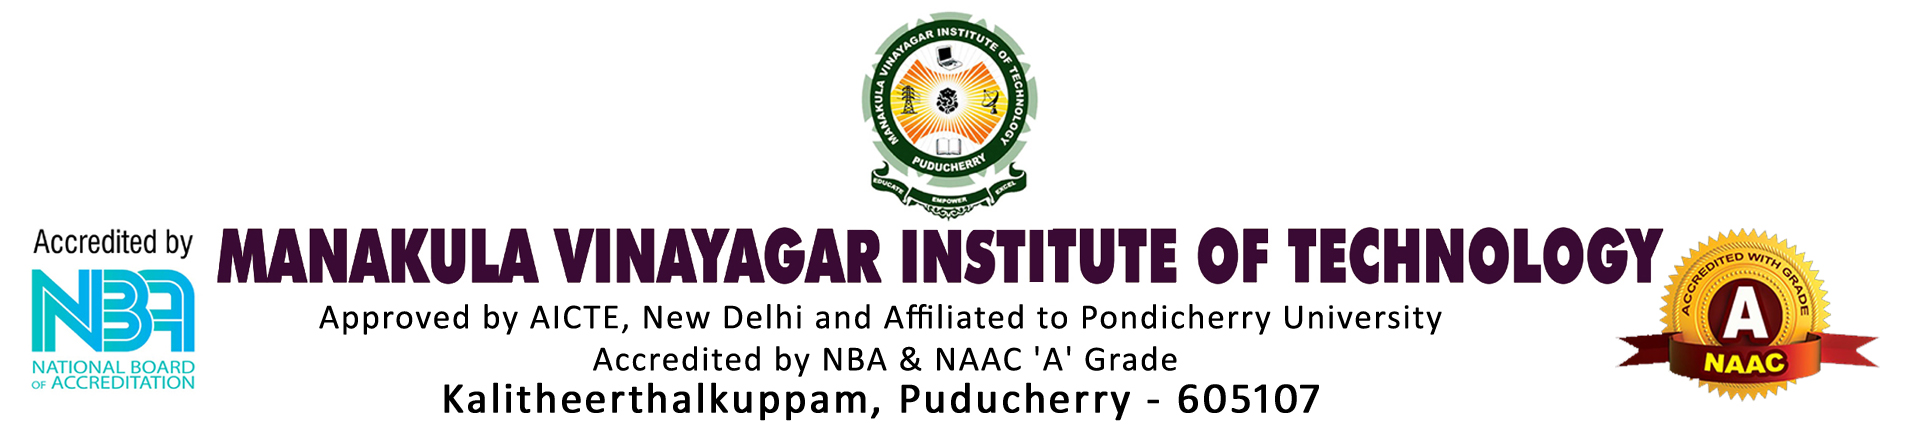 MANAKULA VINAYAGAR INSTITUTE OF TECHNOLOGY
PUDUCHERRY
EDUCATE
EMPOWER
EXCEL
Accredited by
NBA
NATIONAL BOARD
OF ACCREDITATION
MANAKULA VINAYAGAR INSTITUTE OF TECHNOLOGY
Approved by AICTE, New Delhi and Affiliated to Pondicherry University
Accredited by NBA & NAAC 'A' Grade
Kalitheerthalkuppam, Puducherry - 605107
ACCREDITED WITH GRADE
A
NAAC